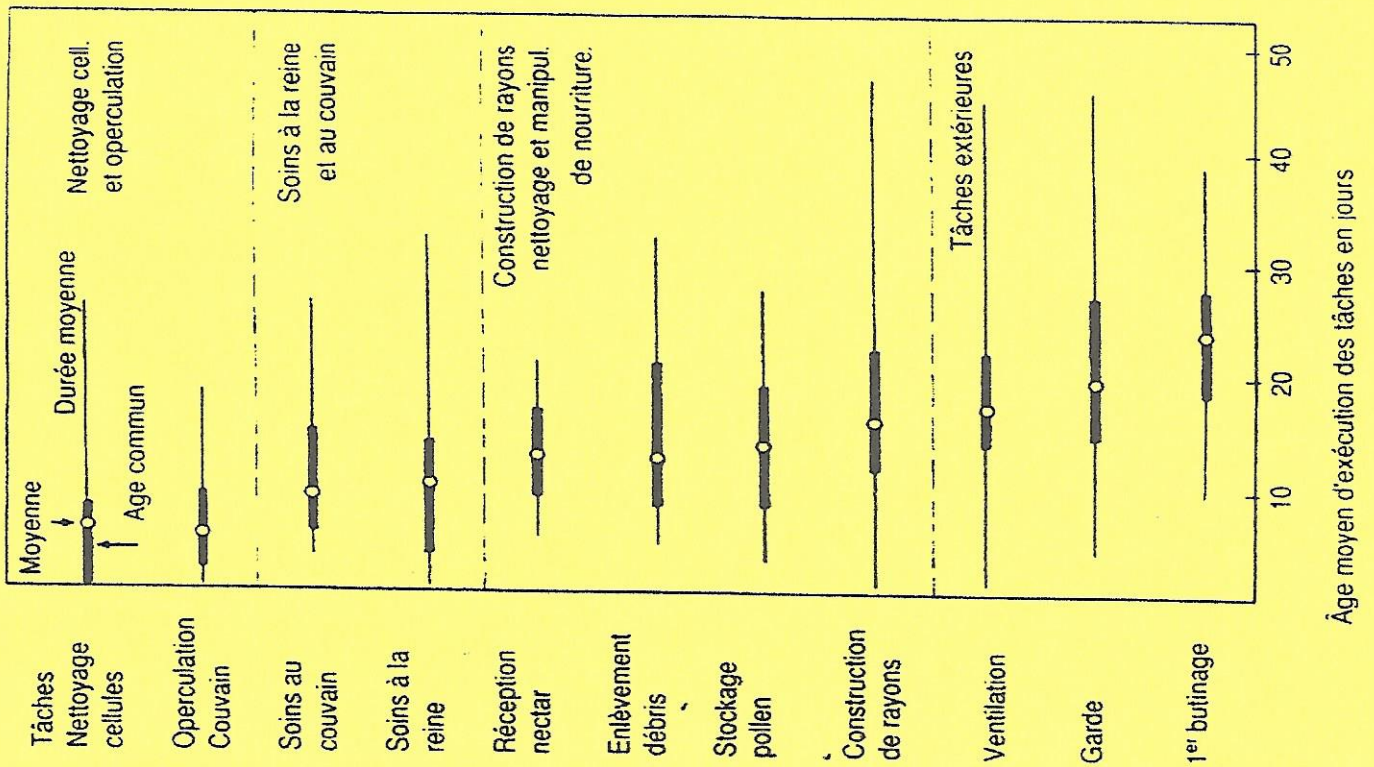 Tâches
Nettoyage
cellules
Operculation
Couvain
Soins au
couvain
Soins à la
reine
Réception
nectar
Enlèvement
débris
Stockage
pollen
Construction
de rayons
Ventilation
Garde
1er butinage
Moyenne
Durée moyenne
Age commun
Nettoyage cell.
et operculation
Soins à la reine
et au couvain
Construction de rayons
nettoyage et manipul.
de nourriture.
Tâches extérieures
10
20
30
40
50
Âge moyen d'exécution des tâches en jours